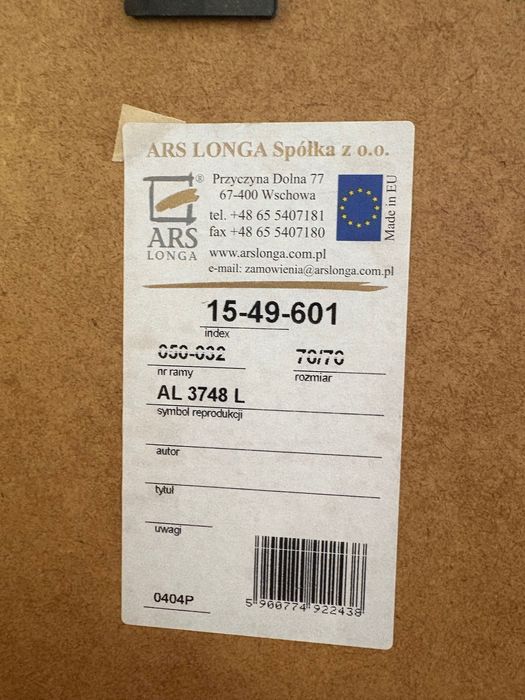 ARS LONGA Spółka z o.o.
®
ARS
LONGA
Przyczyna Dolna 77
67-400 Wschowa
tel. +48 65 5407181
fax +48 65 5407180
Made in EU
www.arslonga.com.pl
e-mail: zamowienia@arslonga.com.pl
15-49-601
index
050-032 70/70
nr ramy rozmiar
AL 3748 L
symbol reprodukcji
autor
tytuł
uwagi
0404P
5 900774 922438